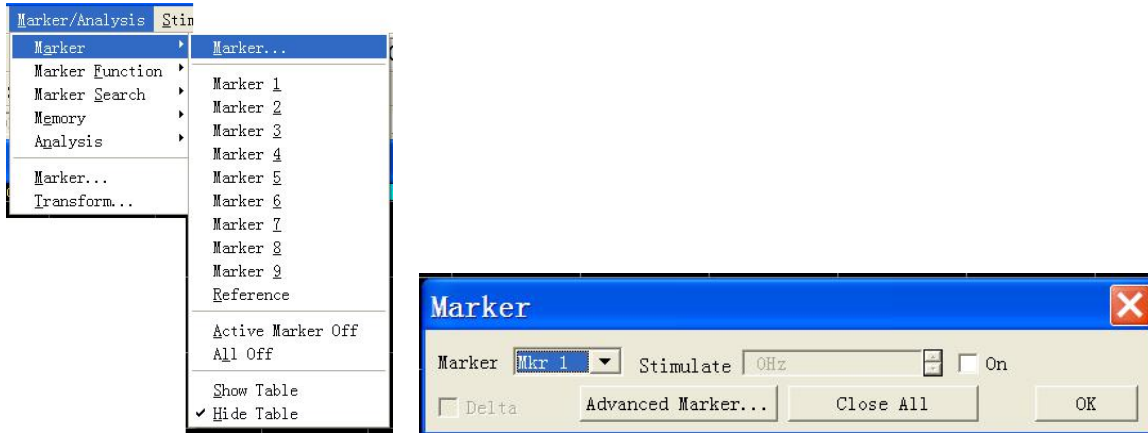 Marker/Analysis Stim
Marker
Marker Function
Marker Search
Memory
Analysis
Marker...
Transform...
Marker...
Marker 1
Marker 2
Marker 3
Marker 4
Marker 5
Marker 6
Marker 7
Marker 8
Marker 9
Reference
Active Marker Off
All Off
Show Table
Hide Table
Marker
Marker Mkr 1 Stimulate 0Hz On
Delta Advanced Marker... Close All OK